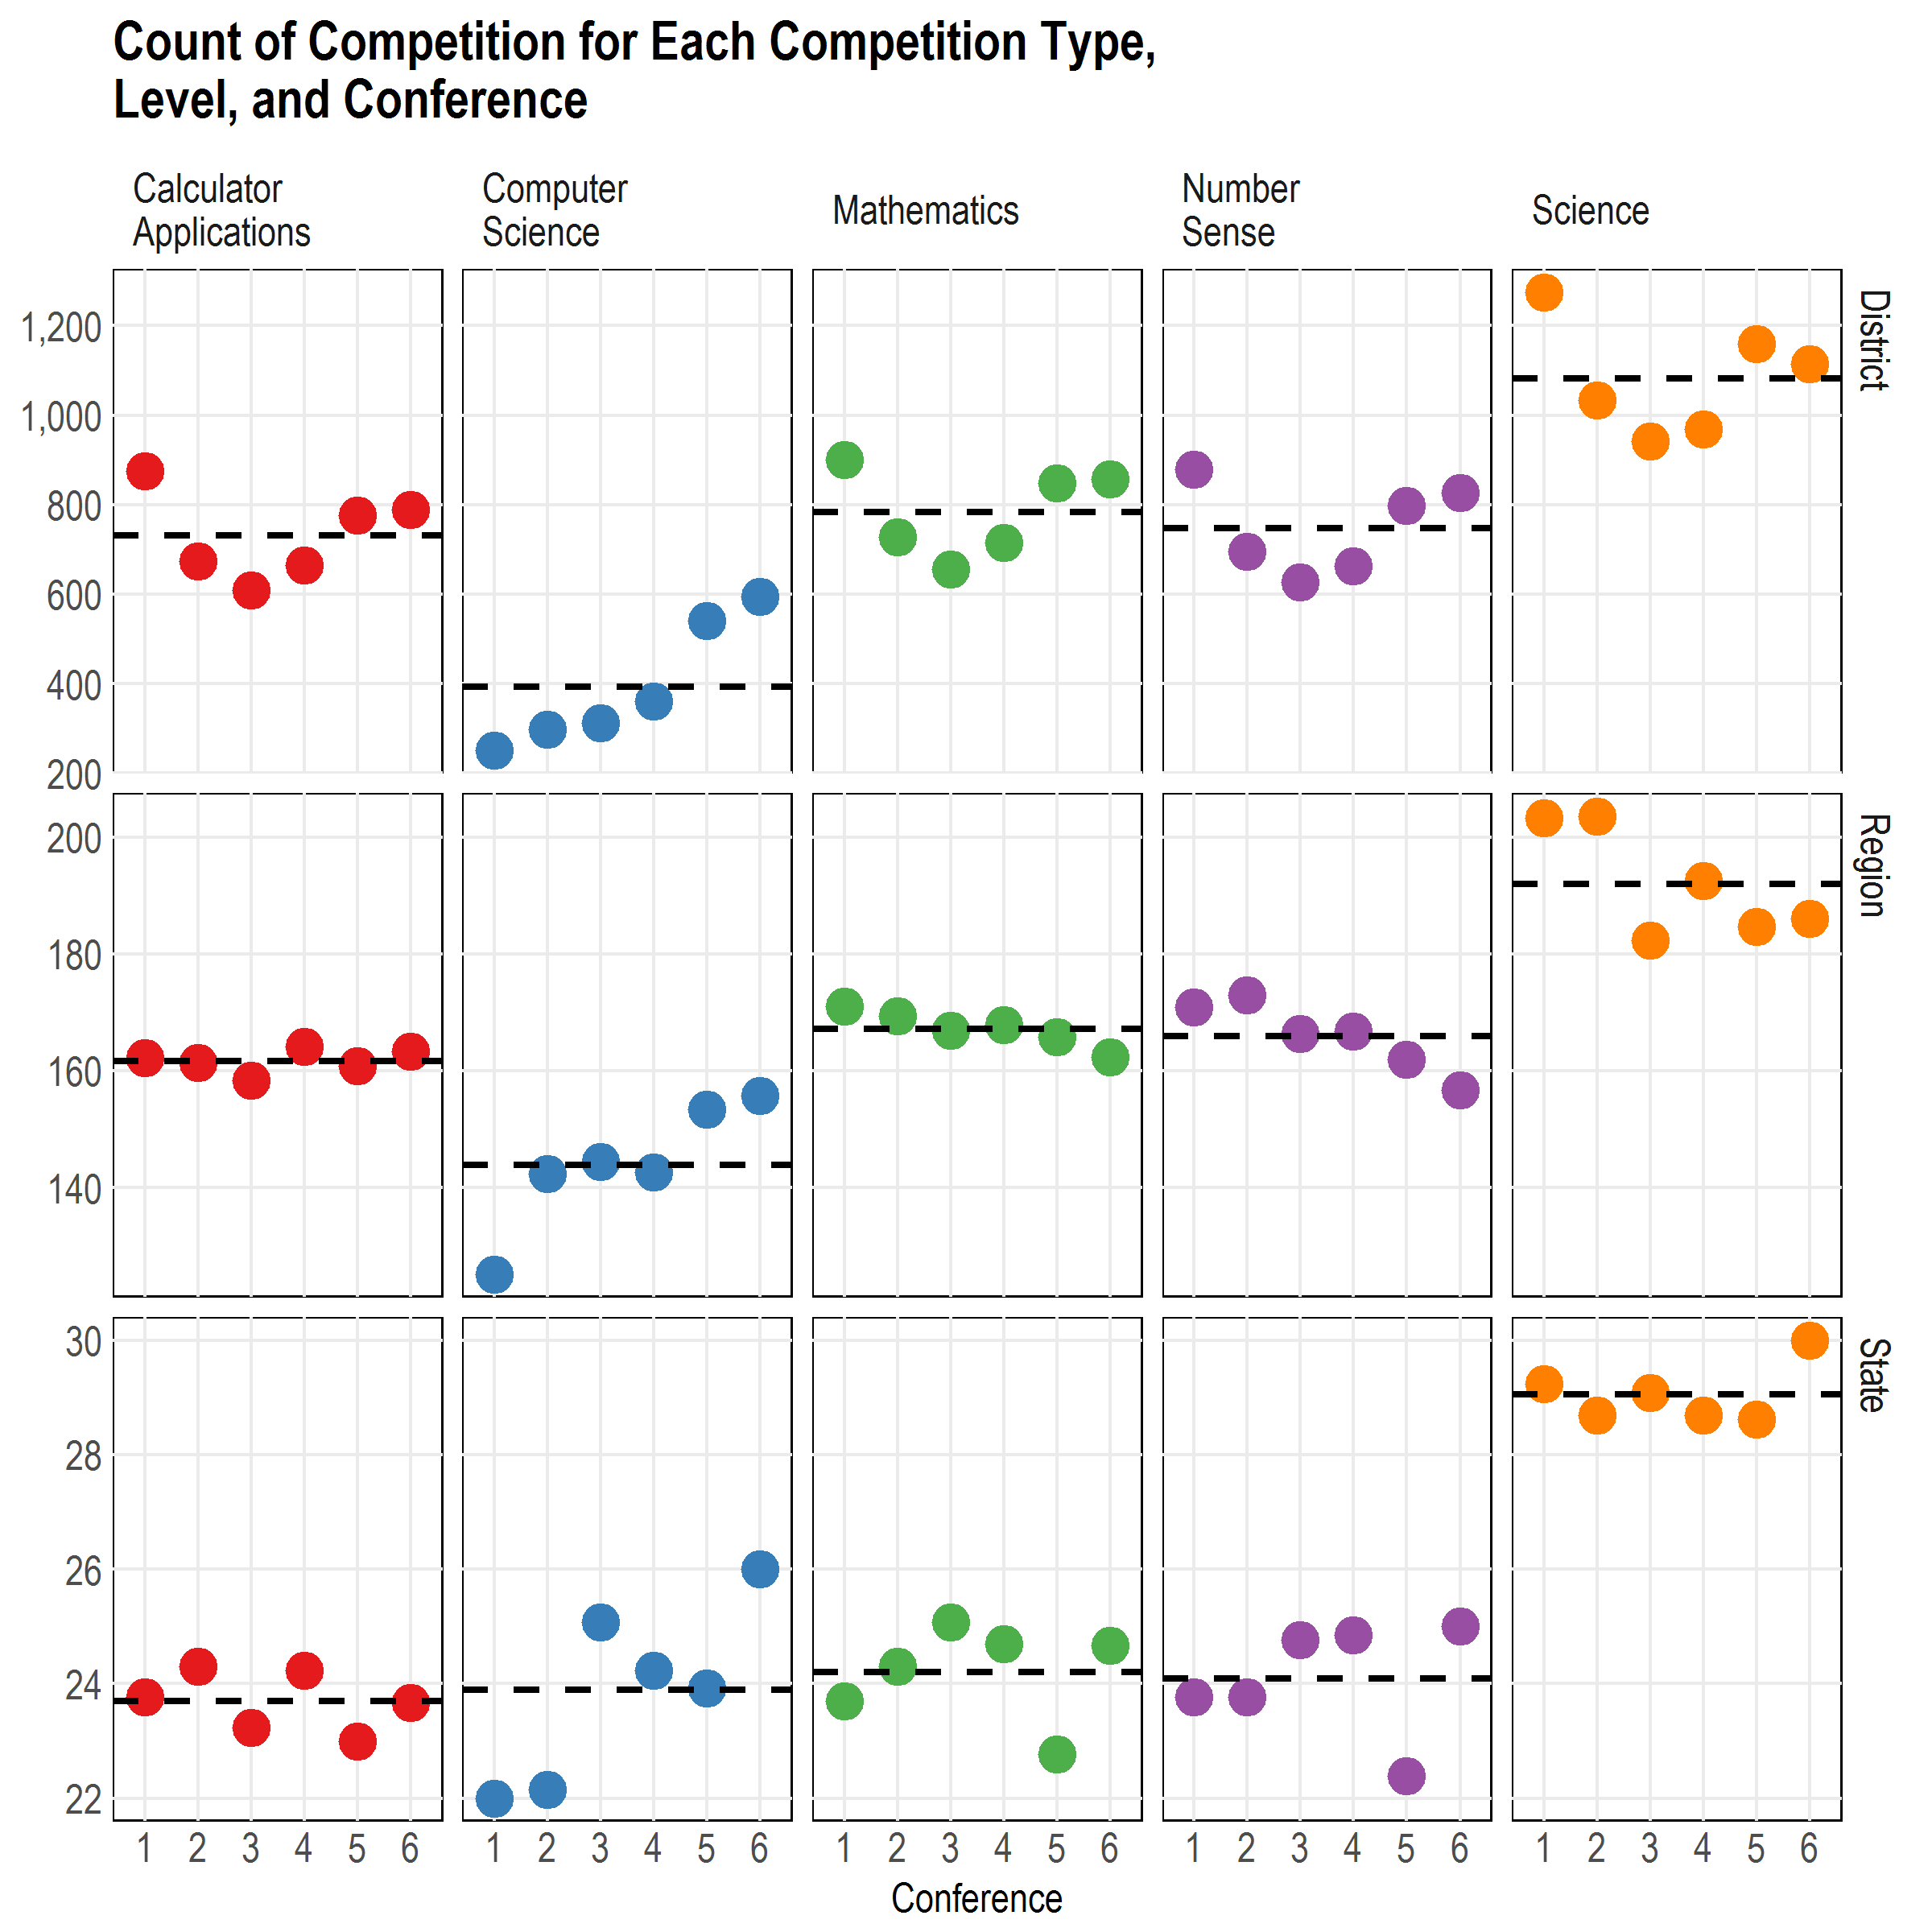 Count of Competition for Each Competition Type,
Level, and Conference
Calculator
Applications
Computer
Science
Mathematics
Number
Sense
Science
1,200
1,000
800
600
400
200
District
200
180
160
140
Region
30
28
26
24
22
State
1 2 3 4 5 6
1 2 3 4 5 6
1 2 3 4 5 6
1 2 3 4 5 6
1 2 3 4 5 6
Conference